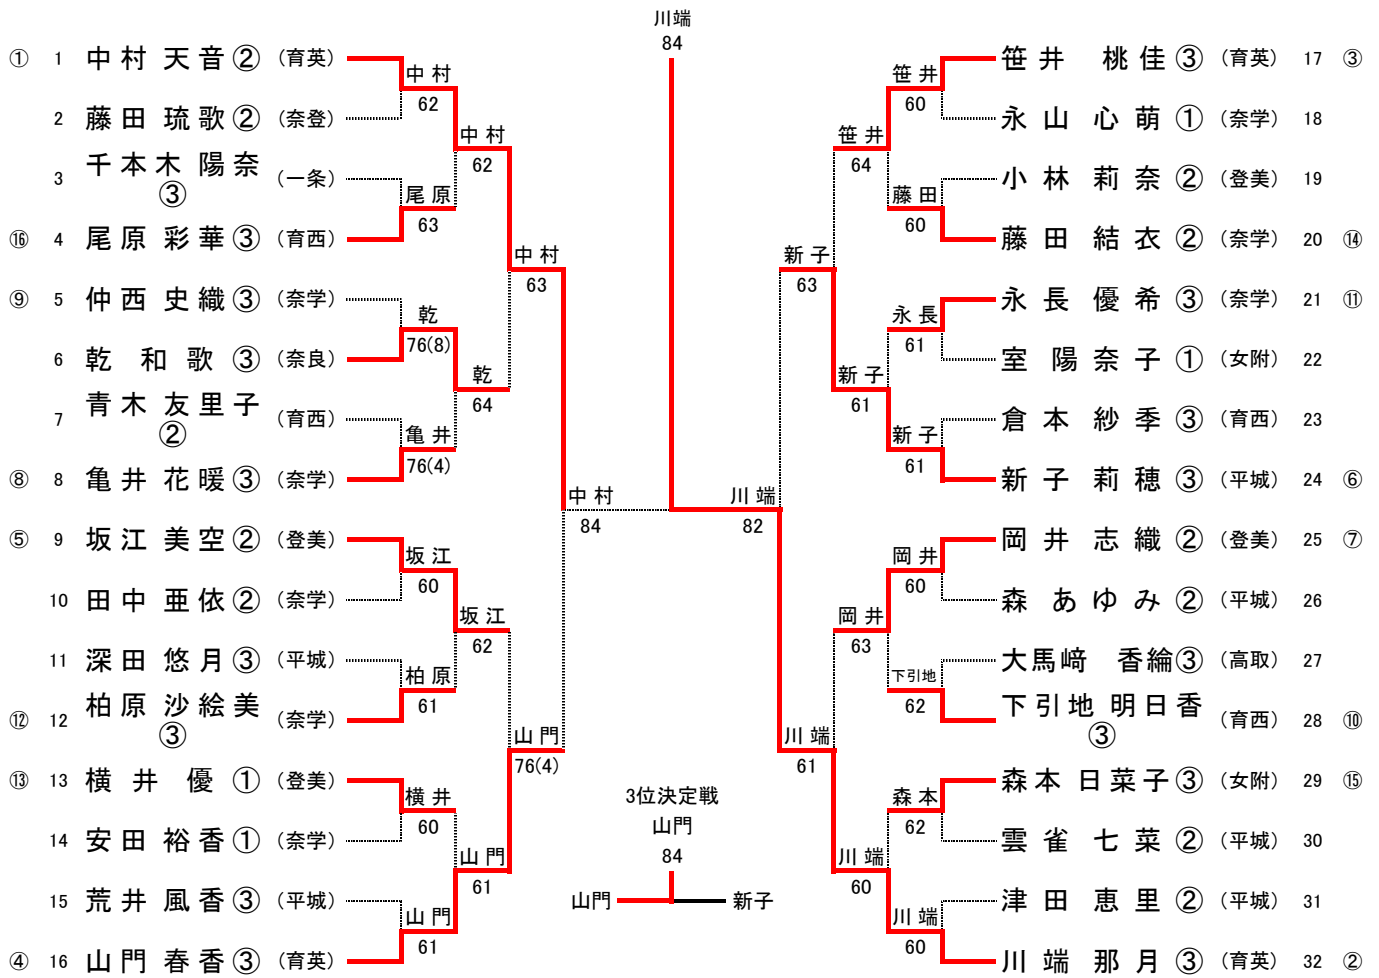 川端
84
① 1 中村 天音② (育英)
2 藤田 琉歌② (奈登)
3 千本木 陽奈③ (一条)
⑯ 4 尾原 彩華③ (育西)
⑨ 5 仲西 史織③ (奈学)
6 乾 和歌③ (奈良)
7 青木 友里子② (育西)
⑧ 8 亀井 花暖③ (奈学)
⑤ 9 坂江 美空② (登美)
10 田中 亜依② (奈学)
11 深田 悠月③ (平城)
⑫ 12 柏原 沙絵美③ (奈学)
⑬ 13 横井 優① (登美)
14 安田 裕香① (奈学)
15 荒井 風香③ (平城)
④ 16 山門 春香③ (育英)
中村
62
尾原
63
乾
76(8)
亀井
76(4)
坂江
60
柏原
61
横井
60
山門
61
中村
62
乾
64
坂江
62
山門
61
中村
63
山門
76(4)
中村
84
川端
82
新子
63
川端
61
笹井
64
新子
61
岡井
63
川端
60
笹井
60
藤田
60
永長
61
新子
61
岡井
60
下引地
62
森本
62
川端
60
笹井 桃佳③ (育英) 17 ③
永山 心萌① (奈学) 18
小林 莉奈② (登美) 19
藤田 結衣② (奈学) 20 ⑭
永長 優希③ (奈学) 21 ⑪
室 陽奈子① (女附) 22
倉本 紗季③ (育西) 23
新子 莉穂③ (平城) 24 ⑥
岡井 志織② (登美) 25 ⑦
森 あゆみ② (平城) 26
大馬﨑 香綸③ (高取) 27
下引地 明日香③ (育西) 28 ⑩
森本 日菜子③ (女附) 29 ⑮
雲雀 七菜② (平城) 30
津田 恵里② (平城) 31
川端 那月③ (育英) 32 ②
3位決定戦
山門
84
山門 新子